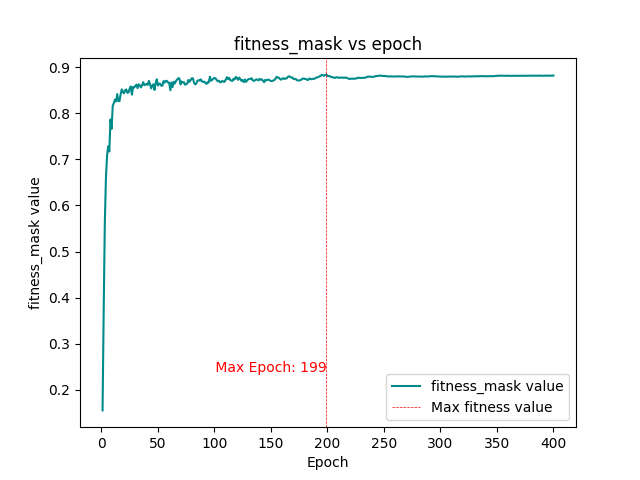 fitness_mask vs epoch
fitness_mask value
0.9
0.8
0.7
0.6
0.5
0.4
0.3
0.2
Max Epoch: 199
fitness_mask value
Max fitness value
0
50
100
150
200
250
300
350
400
Epoch